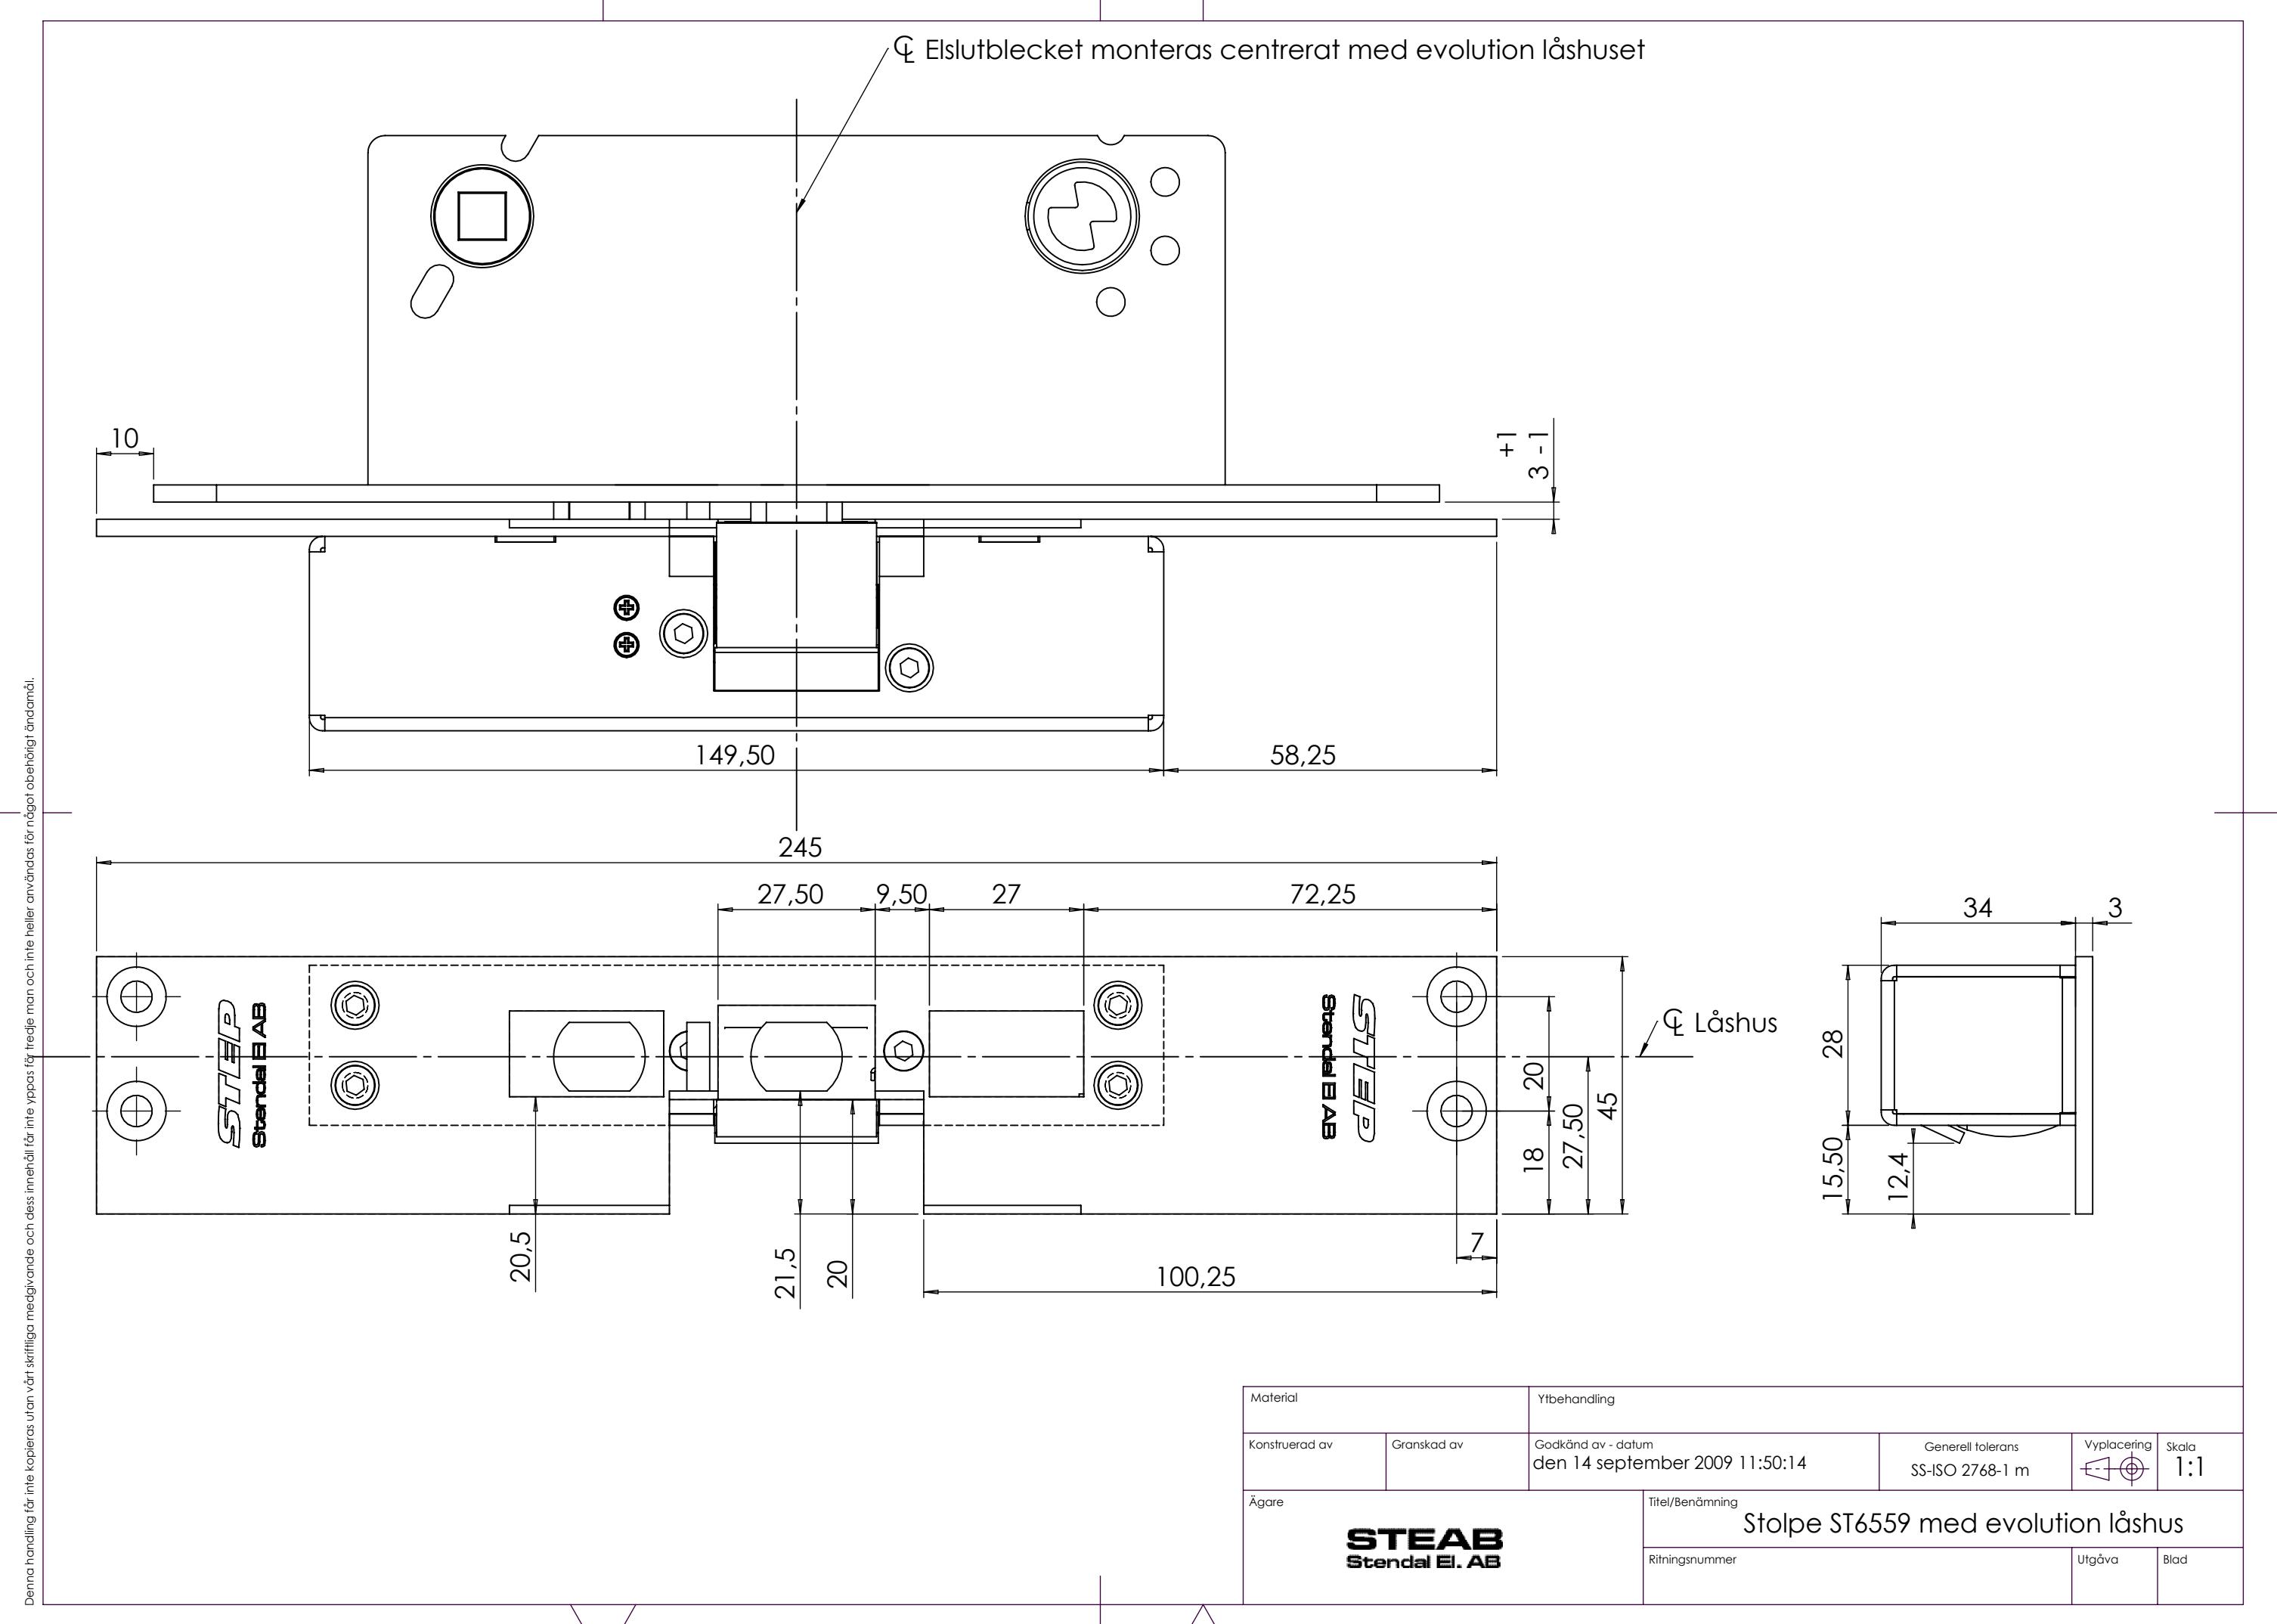 ℄ Elslutblecket monteras centrerat med evolution låshuset
10
+1
3 -1
149,50
58,25
245
27,50
9,50
27
72,25
34
3
STEP
Stendal El AB
STEP
Stendal El AB
℄ Låshus
20
45
27,50
18
28
15,50
12,4
20,5
21,5
20
7
100,25
Denna handling får inte kopieras utan vårt skriftliga medgivande och dess innehåll får inte yppas för tredje man och inte heller användas för något obehörigt ändamål.
Material
Ytbehandling
Konstruerad av
Granskad av
Godkänd av - datum
den 14 september 2009 11:50:14
Generell tolerans
SS-ISO 2768-1 m
Vyplacering
Skala
1:1
Ägare
STEAB
Stendal El. AB
Titel/Benämning
Stolpe ST6559 med evolution låshus
Ritningsnummer
Utgåva
Blad